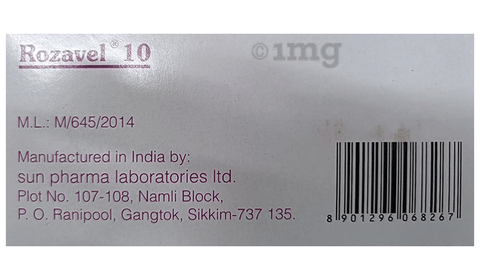 Rozavel® 10
©1mg
M.L.: M/645/2014
Manufactured in India by:
sun pharma laboratories ltd.
Plot No. 107-108, Namli Block,
P. O. Ranipool, Gangtok, Sikkim-737 135.
8 901296 068267